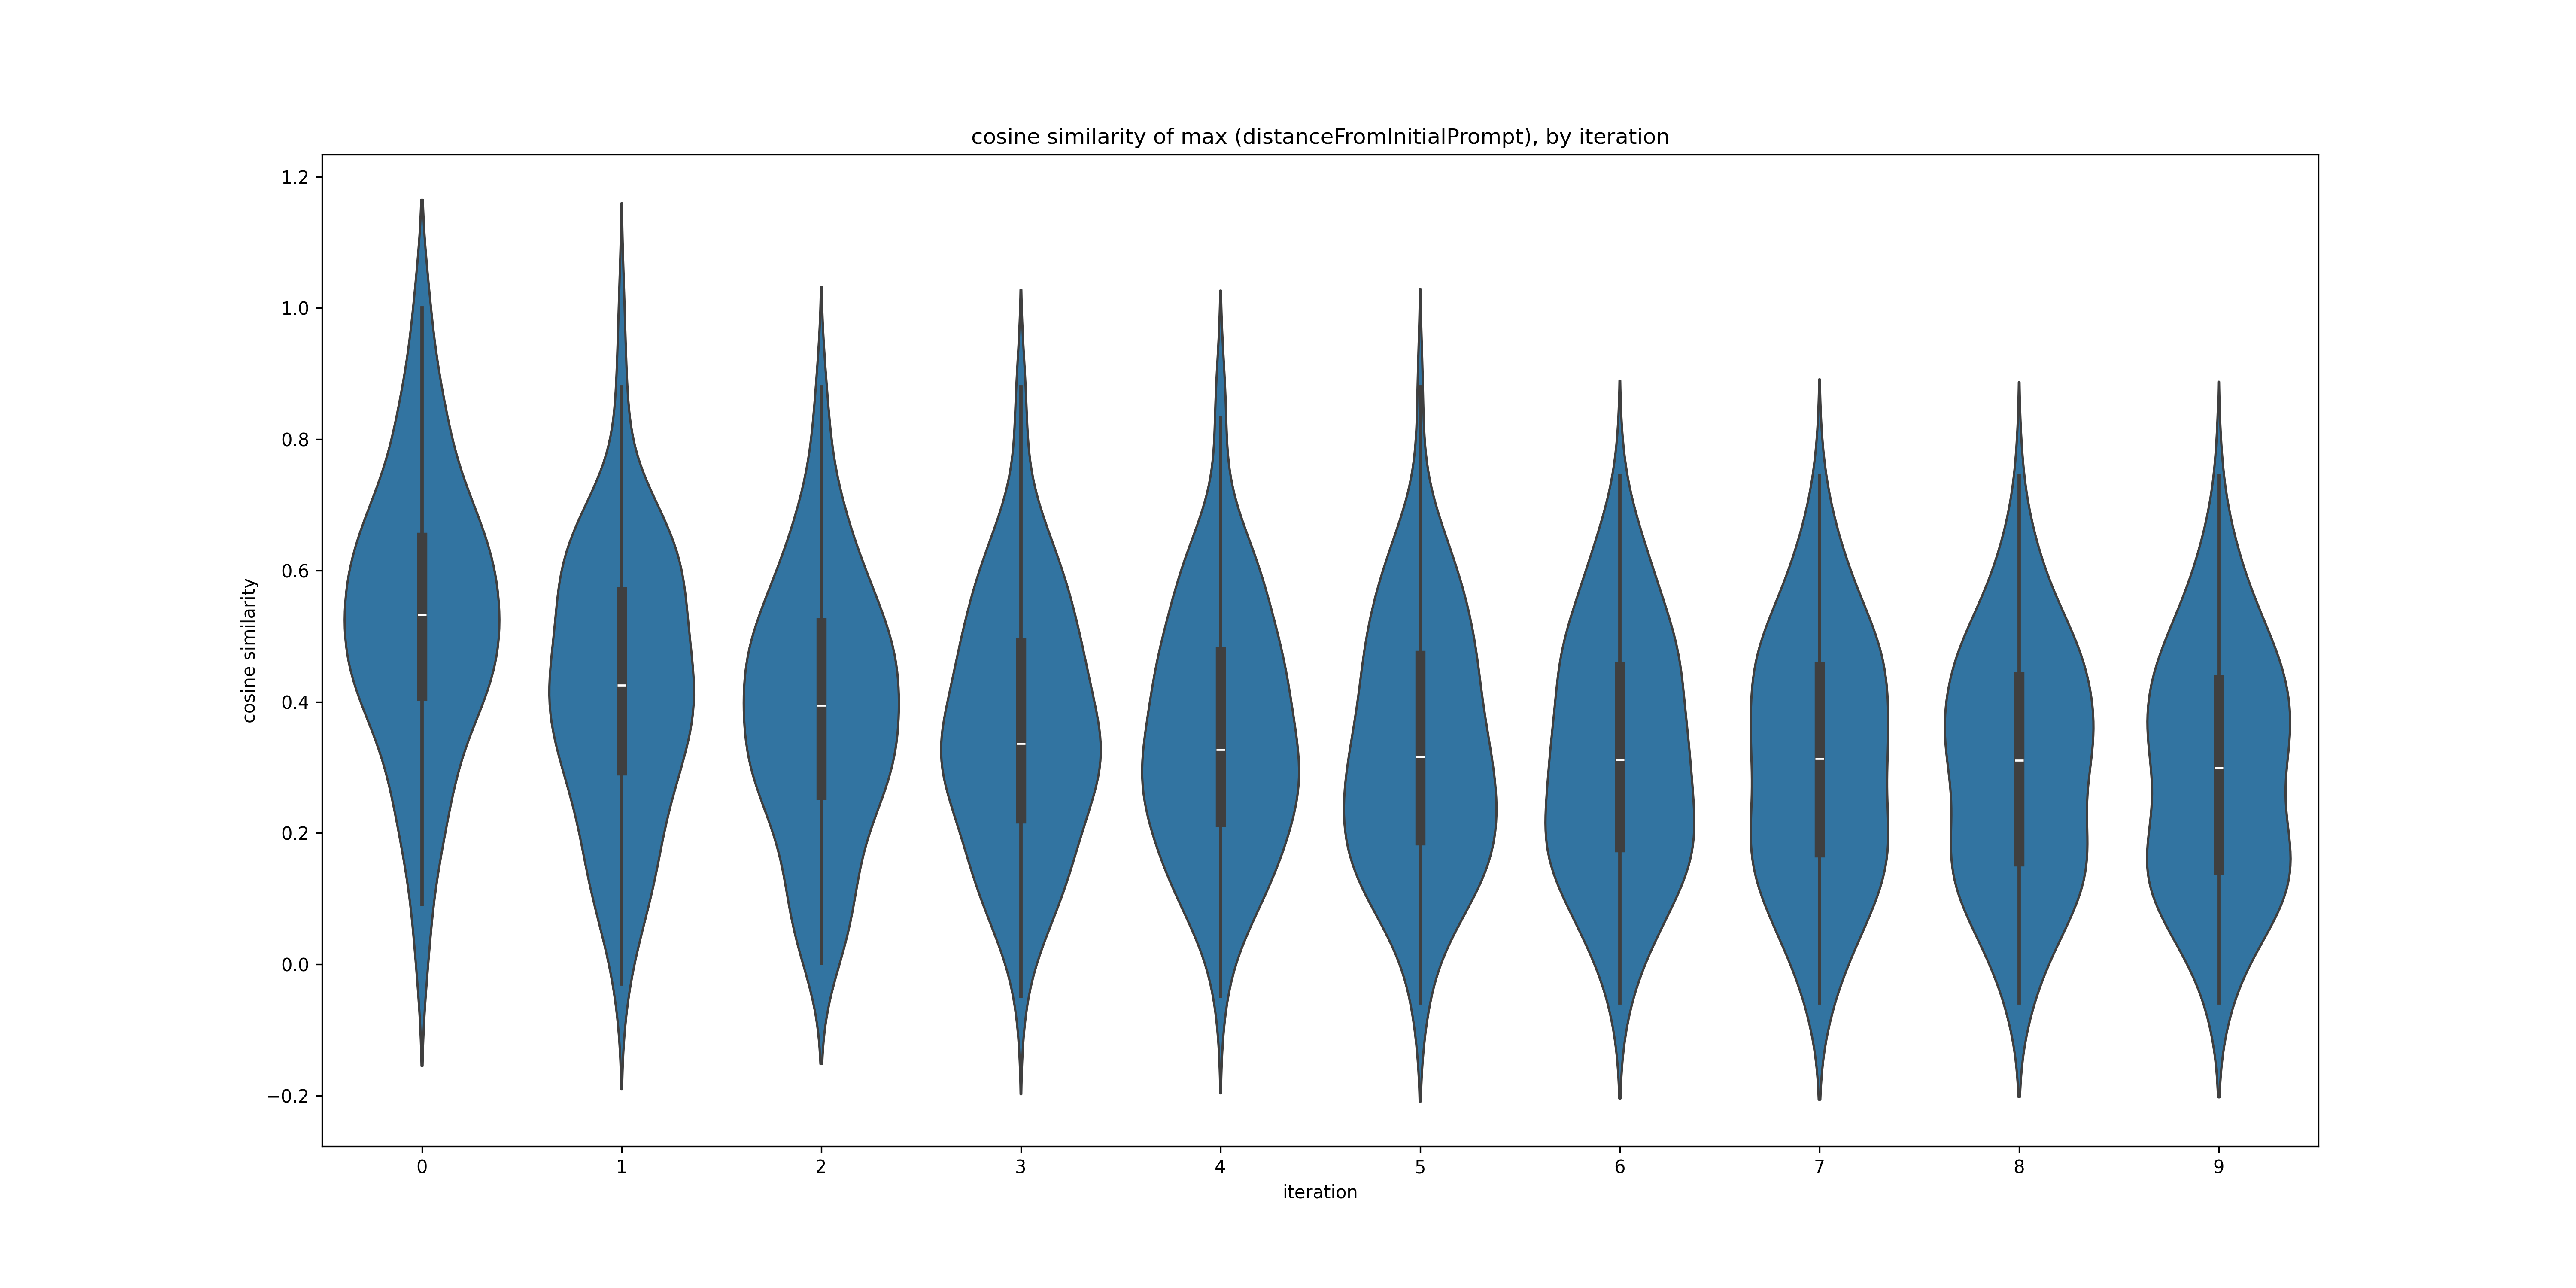 cosine similarity of max (distanceFromInitialPrompt), by iteration
1.2
1.0
0.8
0.6
0.4
0.2
0.0
−0.2
cosine similarity
0 1 2 3 4 5 6 7 8 9
iteration